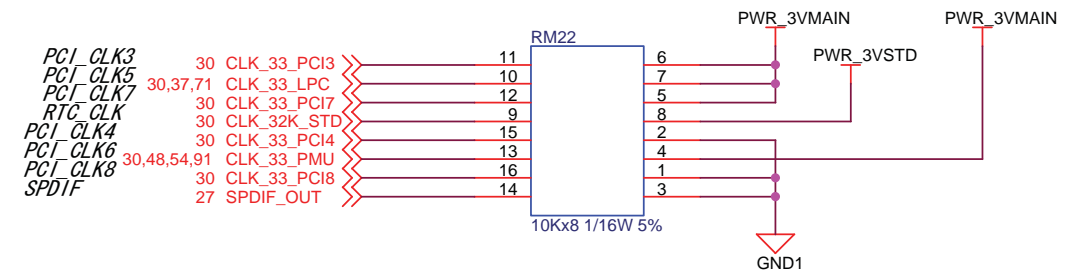 PWR_3VMAIN PWR_3VMAIN
RM22 PWR_3VSTD
PCI_CLK3 30 CLK_33_PCI3 11 6
PCI_CLK5 30,37,71 CLK_33_LPC 10 7
PCI_CLK7 30 CLK_33_PCI7 12 5
RTC_CLK 30 CLK_32K_STD 9 8
PCI_CLK4 30 CLK_33_PCI4 15 2
PCI_CLK6 30,48,54,91 CLK_33_PMU 13 4
PCI_CLK8 30 CLK_33_PCI8 16 1
SPDIF 27 SPDIF_OUT 14 3
10Kx8 1/16W 5%
GND1